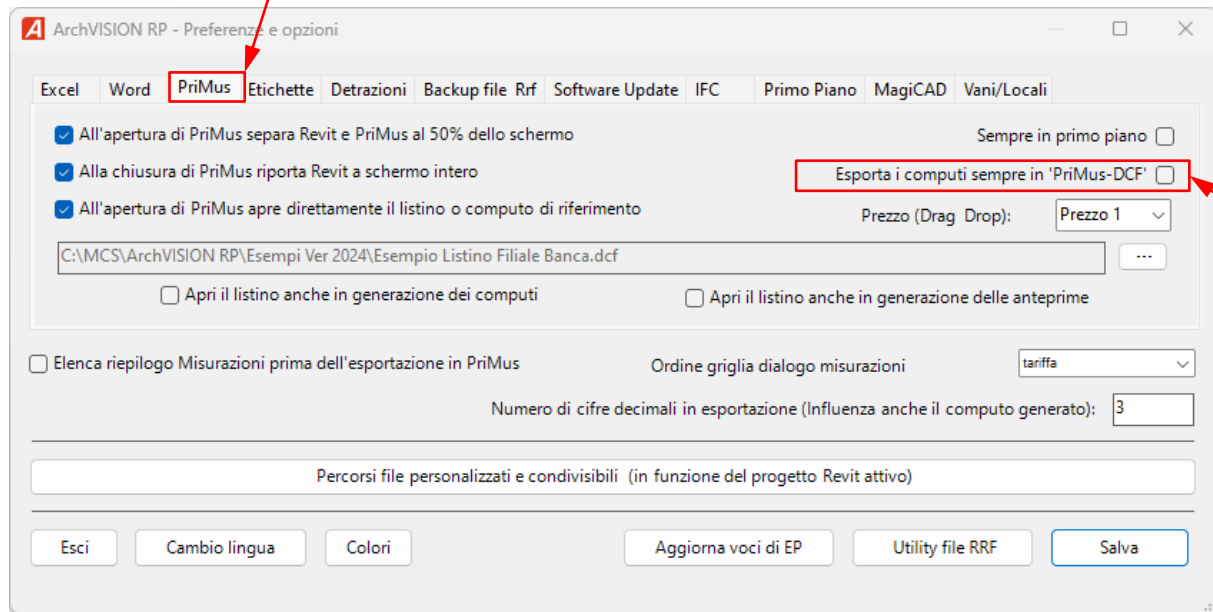 ArchVISION RP - Preferenze e opzioni
Excel Word PriMus Etichette Detrazioni Backup file Rrf Software Update IFC Primo Piano MagiCAD Vani/Locali
All'apertura di PriMus separa Revit e PriMus al 50% dello schermo
Sempre in primo piano
Alla chiusura di PriMus riporta Revit a schermo intero
Esporta i computi sempre in 'PriMus-DCF'
All'apertura di PriMus apre direttamente il listino o computo di riferimento
Prezzo (Drag Drop): Prezzo 1
C:\MCS\ArchVISION RP\Esempi Ver 2024\Esempio Listino Filiale Banca.dcf ...
Apri il listino anche in generazione dei computi
Apri il listino anche in generazione delle anteprime
Elenca riepilogo Misurazioni prima dell'esportazione in PriMus
Ordine griglia dialogo misurazioni tariffa
Numero di cifre decimali in esportazione (Influenza anche il computo generato): 3
Percorsi file personalizzati e condivisibili (in funzione del progetto Revit attivo)
Esci Cambio lingua Colori Aggiorna voci di EP Utility file RRF Salva